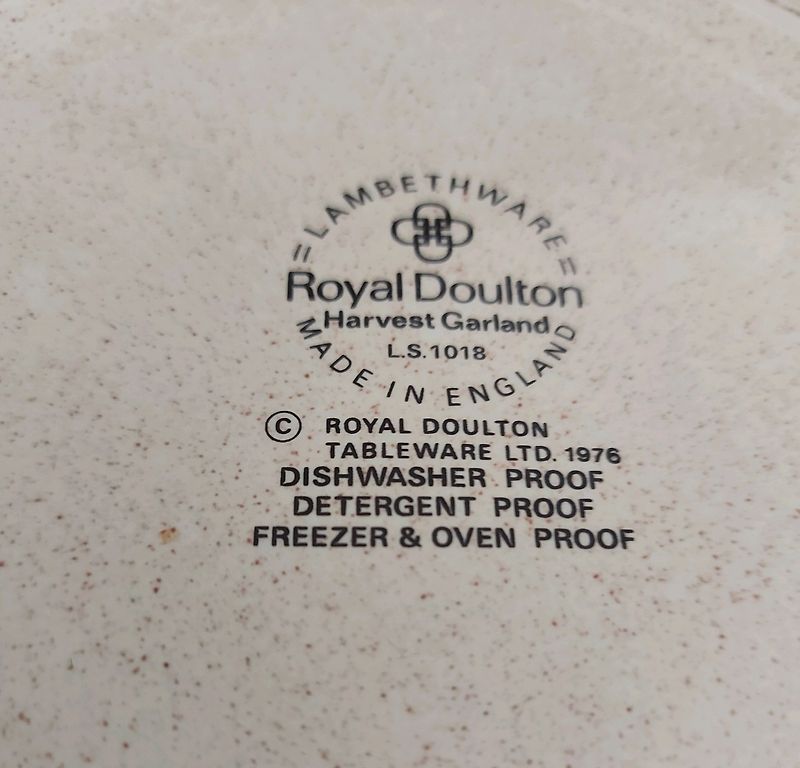 =LAMBETHWARE=
Royal Doulton
Harvest Garland
L.S.1018
MADE IN ENGLAND
© ROYAL DOULTON
TABLEWARE LTD. 1976
DISHWASHER PROOF
DETERGENT PROOF
FREEZER & OVEN PROOF